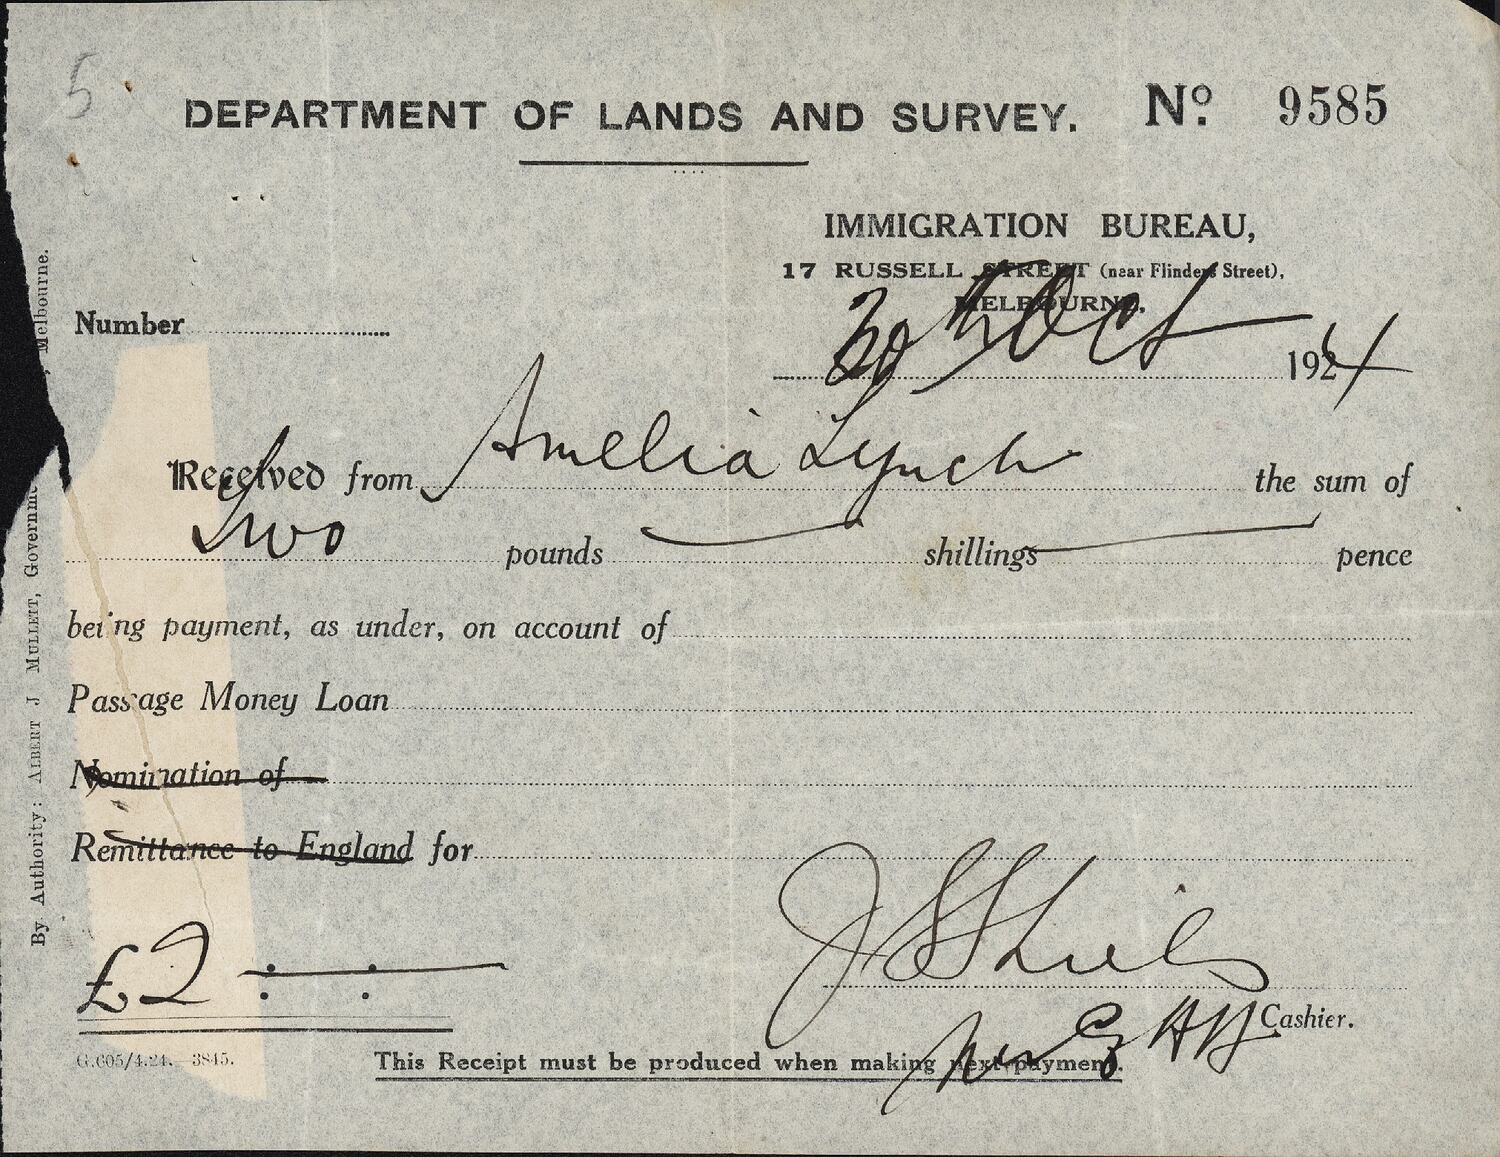 5
DEPARTMENT OF LANDS AND SURVEY. Nº 9585
IMMIGRATION BUREAU,
17 RUSSELL STREET (near Flinders Street),
MELBOURNE,
Number
30th Oct 1924
Received from Amelia Lynch the sum of
Two pounds shillings pence
being payment, as under, on account of
Passage Money Loan
Nomination of
Remittance to England for
£2 : :
Cashier.
G.605/4.24.—3845.
This Receipt must be produced when making next payment.
By Authority: ALBERT J MULLETT, Governme
, Melbourne.